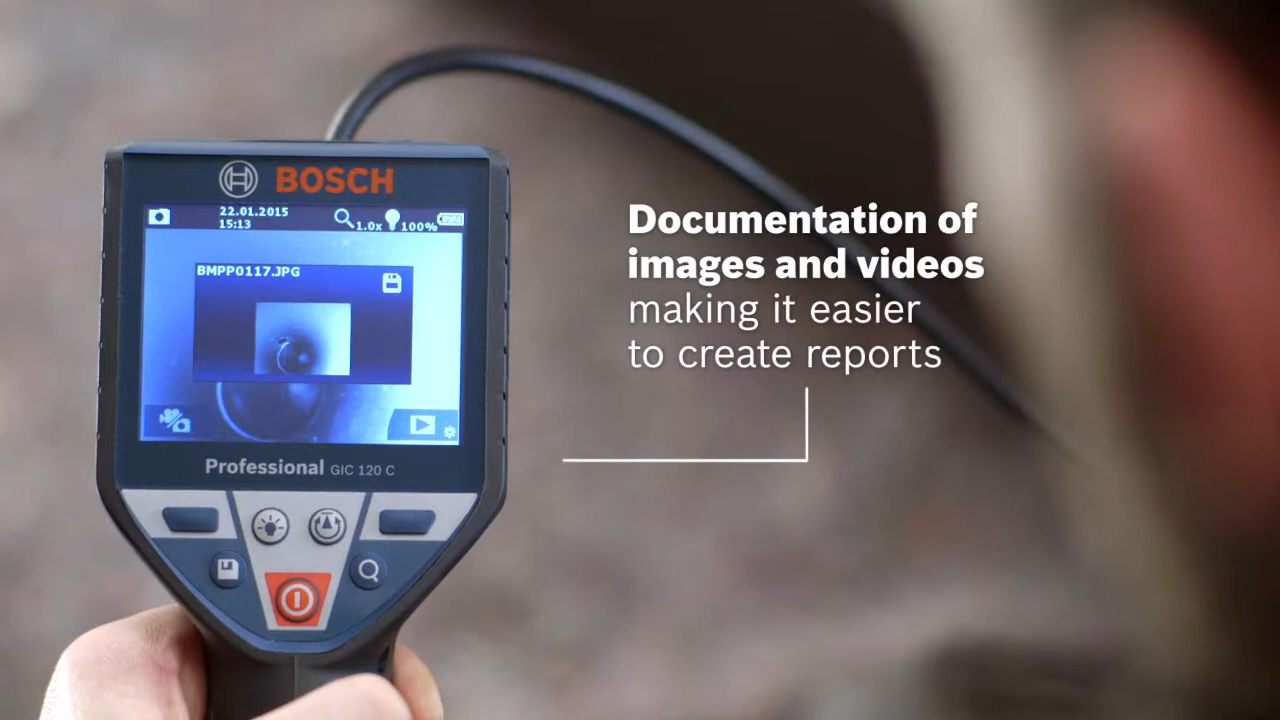 BOSCH
22.01.2015
15:13
1.0x
100%
BMPP0117.JPG
Professional GIC 120 C
Documentation of
images and videos
making it easier
to create reports